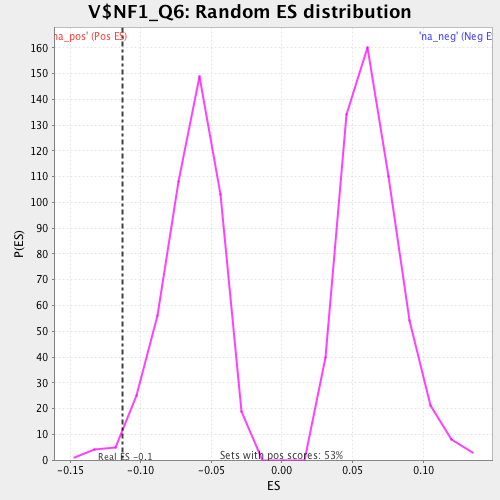 V$NF1_Q6: Random ES distribution
na_pos' (Pos ES)
'na_neg' (Neg E
160
150
140
130
120
110
100
90
80
70
60
50
40
30
20
10
0
P(ES)
Real ES -0.1
Sets with pos scores: 53%
-0.15 -0.10 -0.05 0.00 0.05 0.10
ES